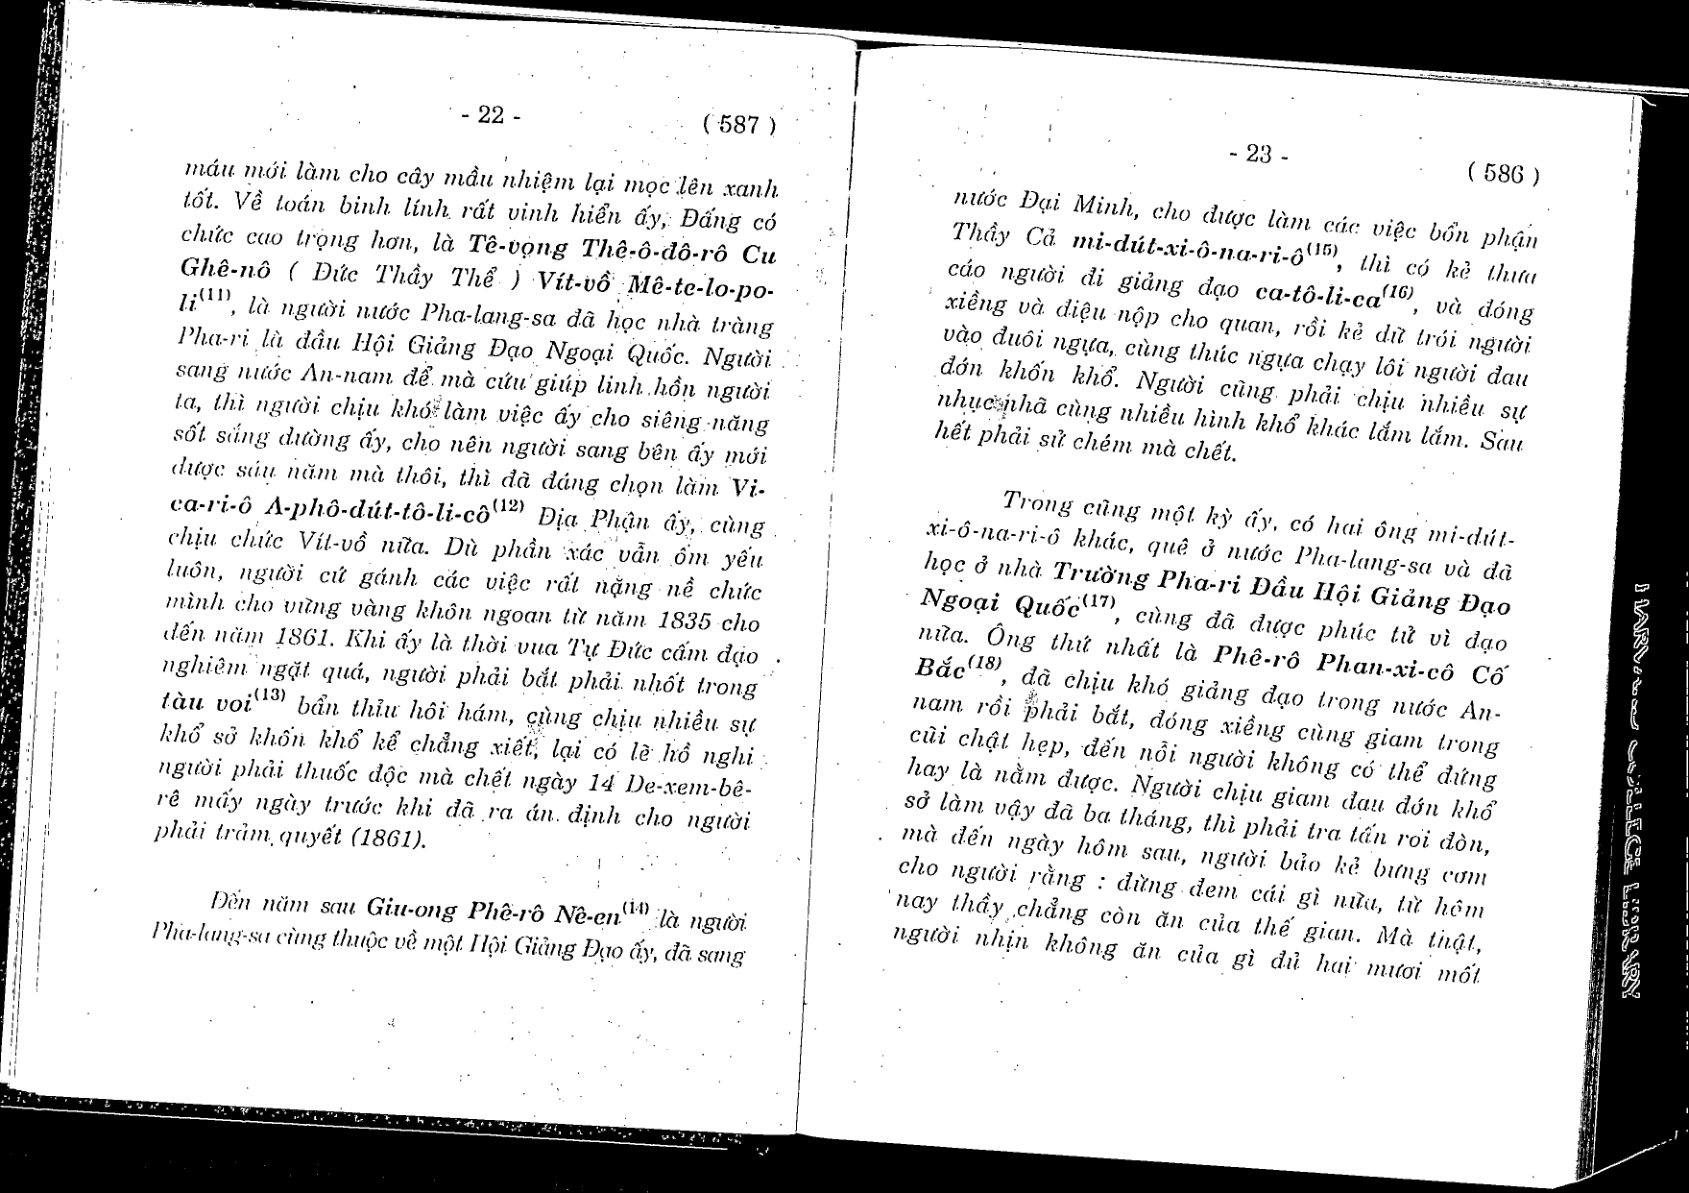 - 22 -
( 587 )
máu mới làm cho cây mầu nhiệm lại mọc lên xanh
tốt. Về toán binh lính rất vinh hiển ấy, Đấng có
chức cao trọng hơn, là Tê-vọng Thê-ô-đô-rô Cu
Ghê-nô ( Đức Thầy Thể ) Vít-vồ Mê-te-lo-po-
li(11), là người nước Pha-lang-sa đã học nhà tràng
Pha-ri là đầu Hội Giảng Đạo Ngoại Quốc. Người
sang nước An-nam để mà cứu giúp linh hồn người
ta, thì người chịu khó làm việc ấy cho siêng năng
sốt sắng dường ấy, cho nên người sang bên ấy mới
được sáu năm mà thôi, thì đã đáng chọn làm Vi-
ca-ri-ô A-phô-dút-tô-li-cô(12) Địa Phận ấy, cùng
chịu chức Vít-vồ nữa. Dù phần xác vẫn ốm yếu
luôn, người cứ gánh các việc rất nặng nề chức
mình cho vững vàng khôn ngoan từ năm 1835 cho
đến năm 1861. Khi ấy là thời vua Tự Đức cấm đạo
nghiêm ngặt quá, người phải bắt phải nhốt trong
tàu voi(13) bẩn thỉu hôi hám, cùng chịu nhiều sự
khổ sở khốn khổ kể chẳng xiết, lại có lẽ hồ nghi
người phải thuốc độc mà chết ngày 14 De-xem-bê-
rê mấy ngày trước khi đã ra án định cho người
phải trảm quyết (1861).
Đến năm sau Giu-ong Phê-rô Nê-en(14) là người
Pha-lang-sa cùng thuộc về một Hội Giảng Đạo ấy, đã sang
- 23 -
( 586 )
nước Đại Minh, cho được làm các việc bổn phận
Thầy Cả mi-dút-xi-ô-na-ri-ô(15), thì có kẻ thưa
cáo người đi giảng đạo ca-tô-li-ca(16), và đóng
xiềng và điệu nộp cho quan, rồi kẻ dữ trói người
vào đuôi ngựa, cùng thúc ngựa chạy lôi người đau
đớn khốn khổ. Người cũng phải chịu nhiều sự
nhục nhã cùng nhiều hình khổ khác lắm lắm. Sau
hết phải sử chém mà chết.
Trong cũng một kỳ ấy, có hai ông mi-dút-
xi-ô-na-ri-ô khác, quê ở nước Pha-lang-sa và đã
học ở nhà Trường Pha-ri Đầu Hội Giảng Đạo
Ngoại Quốc(17), cùng đã được phúc tử vì đạo
nữa. Ông thứ nhất là Phê-rô Phan-xi-cô Cố
Bắc(18), đã chịu khó giảng đạo trong nước An-
nam rồi phải bắt, đóng xiềng cùng giam trong
cũi chật hẹp, đến nỗi người không có thể đứng
hay là nằm được. Người chịu giam đau đớn khổ
sở làm vậy đã ba tháng, thì phải tra tấn roi đòn,
mà đến ngày hôm sau, người bảo kẻ bưng cơm
cho người rằng : đừng đem cái gì nữa, từ hôm
nay thầy chẳng còn ăn của thế gian. Mà thật,
người nhịn không ăn của gì đủ hai mươi mốt
HARVARD COLLEGE LIBRARY